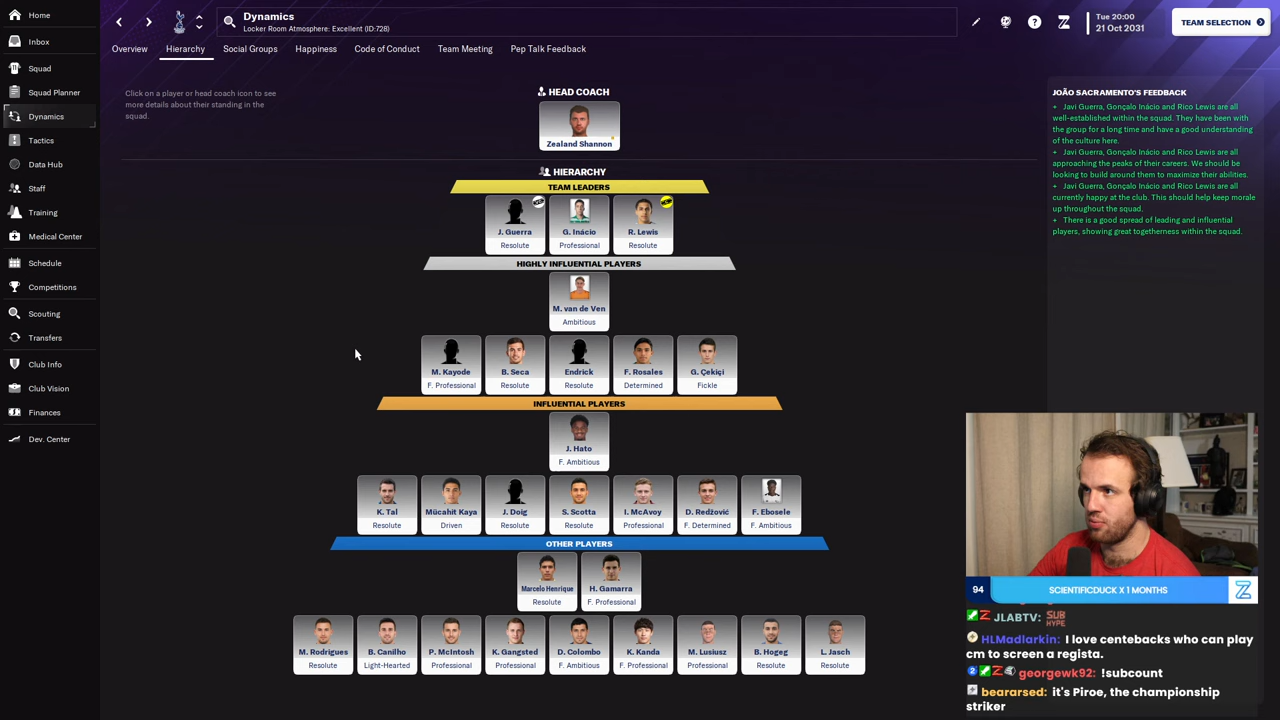 Home
Inbox
Squad
Squad Planner
Dynamics
Tactics
Data Hub
Staff
Training
Medical Center
Schedule
Competitions
Scouting
Transfers
Club Info
Club Vision
Finances
Dev. Center
Dynamics
Locker Room Atmosphere: Excellent (ID:728)
Tue 20:00
21 Oct 2031
TEAM SELECTION
Overview Hierarchy Social Groups Happiness Code of Conduct Team Meeting Pep Talk Feedback
Click on a player or head coach icon to see
more details about their standing in the
squad.
HEAD COACH
Zealand Shannon
HIERARCHY
TEAM LEADERS
J. Guerra G. Inácio R. Lewis
Resolute Professional Resolute
HIGHLY INFLUENTIAL PLAYERS
M. van de Ven
Ambitious
M. Kayode B. Seca Endrick F. Rosales G. Çekiçi
F. Professional Resolute Resolute Determined Fickle
INFLUENTIAL PLAYERS
J. Hato
F. Ambitious
K. Tal Mücahit Kaya J. Doig S. Scotta I. McAvoy D. Redžović F. Ebosele
Resolute Driven Resolute Resolute Professional F. Determined F. Ambitious
OTHER PLAYERS
Marcelo Henrique H. Gamarra
Resolute F. Professional
M. Rodrigues B. Canilho P. McIntosh K. Gangsted D. Colombo K. Kanda M. Lusiusz B. Hogeg L. Jasch
Resolute Light-Hearted Professional Professional F. Ambitious F. Professional Professional Resolute Resolute
JOÃO SACRAMENTO'S FEEDBACK
+ Javi Guerra, Gonçalo Inácio and Rico Lewis are all
well-established within the squad. They have been with
the group for a long time and have a good understanding
of the culture here.
+ Javi Guerra, Gonçalo Inácio and Rico Lewis are all
approaching the peaks of their careers. We should be
looking to build around them to maximize their abilities.
+ Javi Guerra, Gonçalo Inácio and Rico Lewis are all
currently happy at the club. This should help keep morale
up throughout the squad.
+ There is a good spread of leading and influential
players, showing great togetherness within the squad.
94 SCIENTIFICDUCK X 1 MONTHS Z
JLABTV: SUB HYPE
HLMadlarkin: I love centebacks who can play
cm to screen a regista.
georgewk92: !subcount
beararsed: it's Piroe, the championship
striker